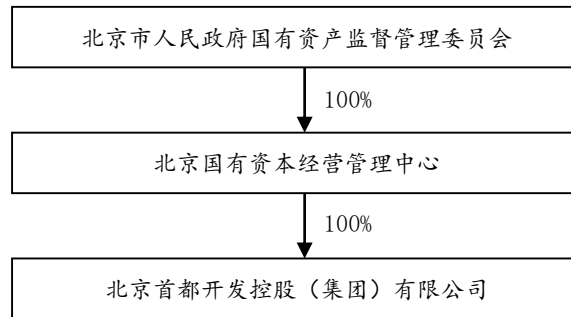 北京市人民政府国有资产监督管理委员会
100%
北京国有资本经营管理中心
100%
北京首都开发控股（集团）有限公司